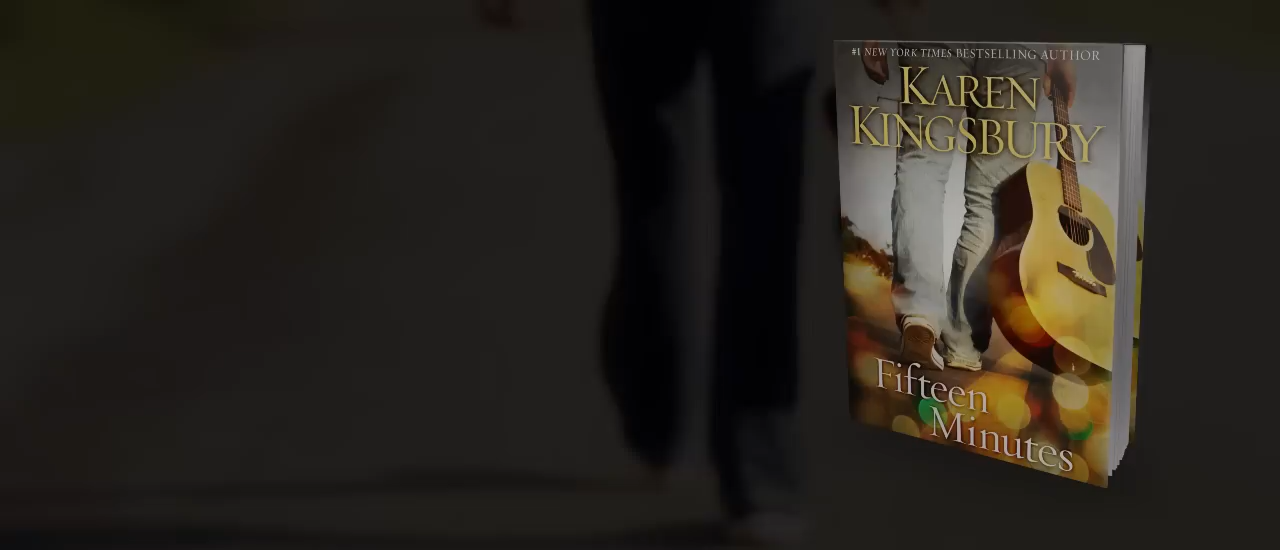 #1 NEW YORK TIMES BESTSELLING AUTHOR
KAREN
KINGSBURY
Fifteen
Minutes